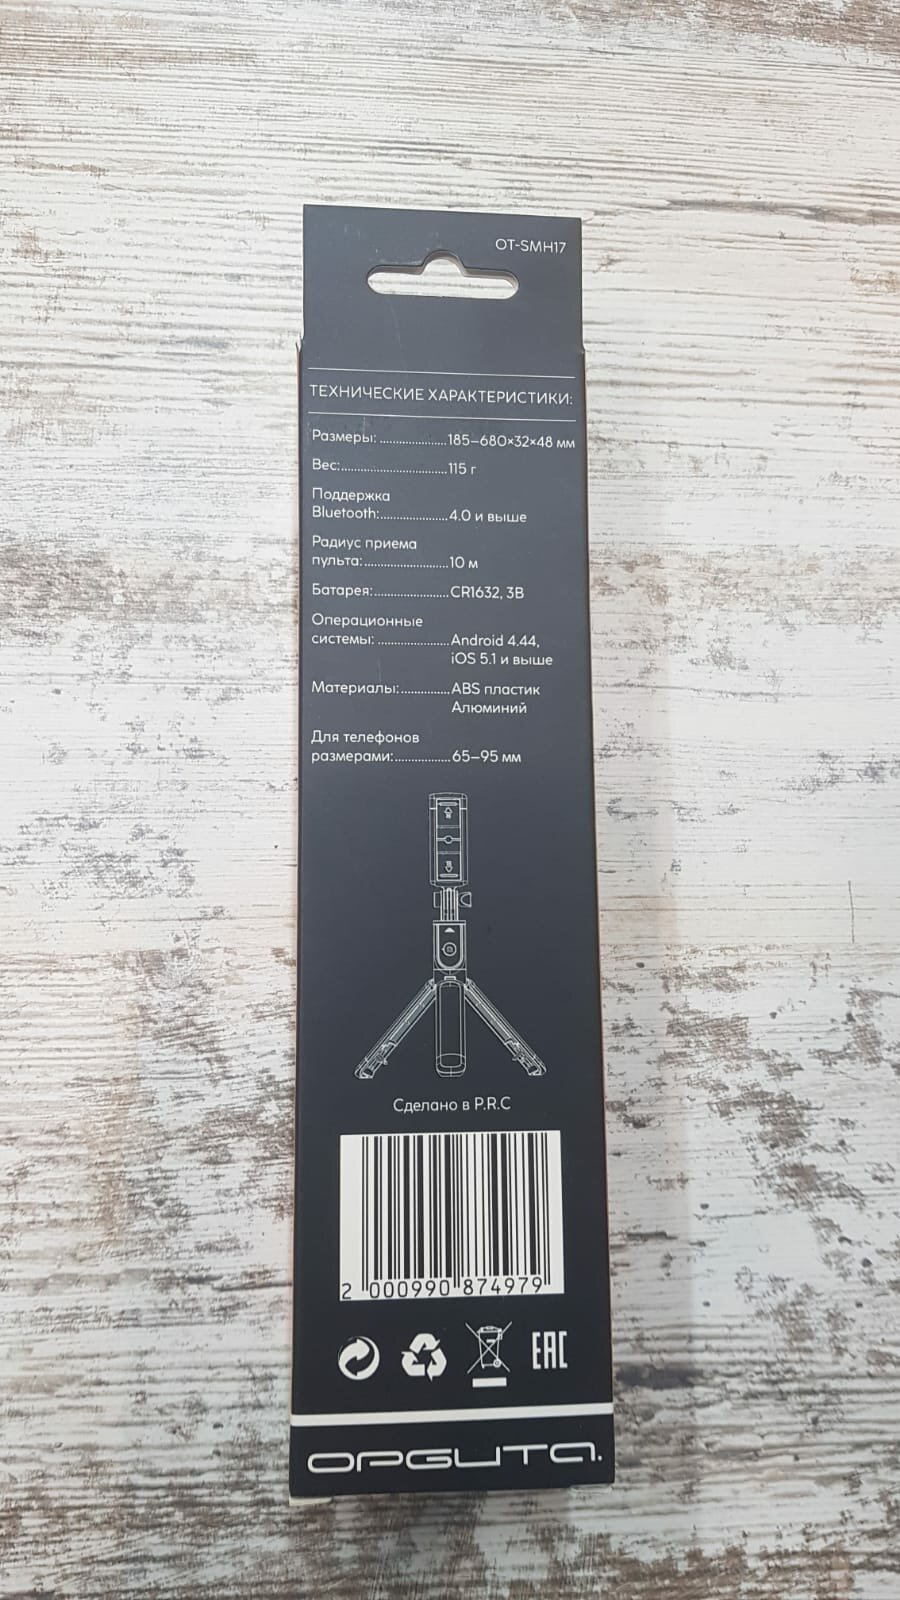 OT-SMH17
ТЕХНИЧЕСКИЕ ХАРАКТЕРИСТИКИ:
Размеры: ....................185–680×32×48 мм
Вес:................................115 г
Поддержка
Bluetooth:.....................4.0 и выше
Радиус приема
пульта:.........................10 м
Батарея:.......................CR1632, 3В
Операционные
системы: .....................Android 4.44,
iOS 5.1 и выше
Материалы:...............ABS пластик
Алюминий
Для телефонов
размерами:.................65–95 мм
Сделано в P.R.C
2 000990 874979
EAC
ОРБИТА.